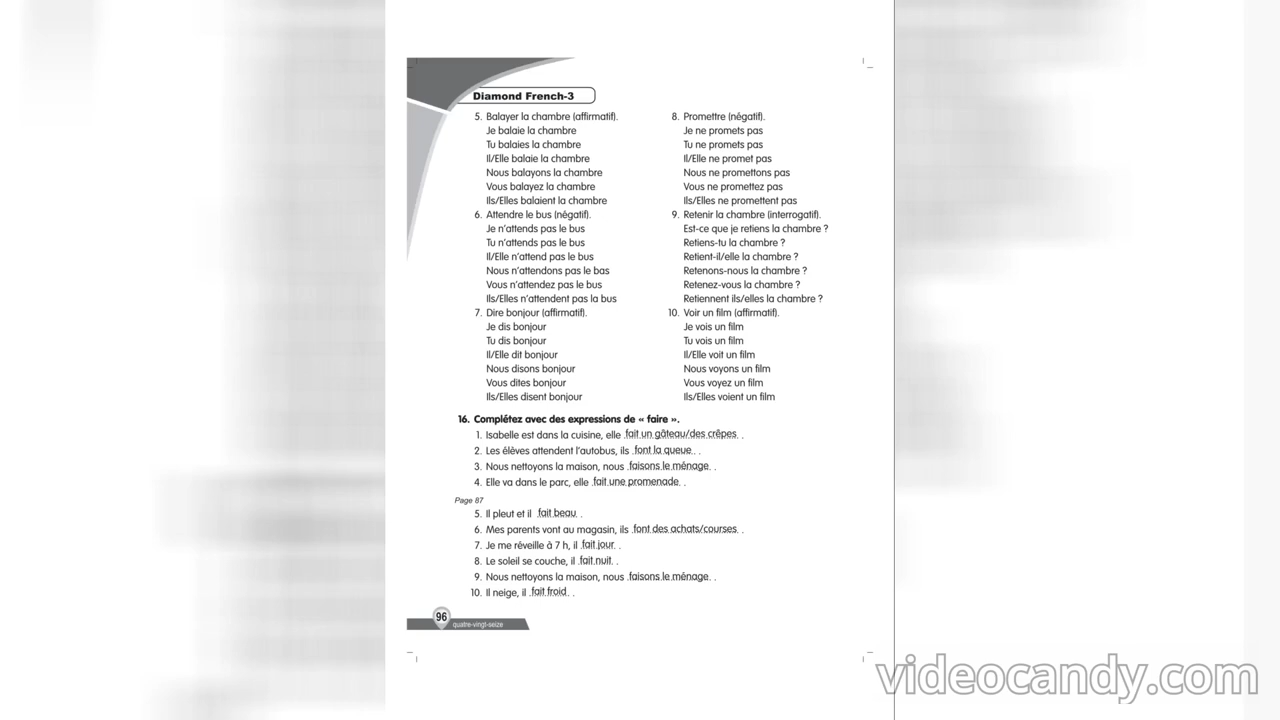 Diamond French-3
5. Balayer la chambre (affirmatif).
Je balaie la chambre
Tu balaies la chambre
Il/Elle balaie la chambre
Nous balayons la chambre
Vous balayez la chambre
Ils/Elles balaient la chambre
6. Attendre le bus (négatif).
Je n'attends pas le bus
Tu n'attends pas le bus
Il/Elle n'attend pas le bus
Nous n'attendons pas le bas
Vous n'attendez pas le bus
Ils/Elles n'attendent pas la bus
7. Dire bonjour (affirmatif).
Je dis bonjour
Tu dis bonjour
Il/Elle dit bonjour
Nous disons bonjour
Vous dites bonjour
Ils/Elles disent bonjour
8. Promettre (négatif).
Je ne promets pas
Tu ne promets pas
Il/Elle ne promet pas
Nous ne promettons pas
Vous ne promettez pas
Ils/Elles ne promettent pas
9. Retenir la chambre (interrogatif).
Est-ce que je retiens la chambre ?
Retiens-tu la chambre ?
Retient-il/elle la chambre ?
Retenons-nous la chambre ?
Retenez-vous la chambre ?
Retiennent ils/elles la chambre ?
10. Voir un film (affirmatif).
Je vois un film
Tu vois un film
Il/Elle voit un film
Nous voyons un film
Vous voyez un film
Ils/Elles voient un film
16. Complétez avec des expressions de « faire ».
1. Isabelle est dans la cuisine, elle fait un gâteau/des crêpes. .
2. Les élèves attendent l'autobus, ils font la queue. .
3. Nous nettoyons la maison, nous faisons le ménage. .
4. Elle va dans le parc, elle fait une promenade. .
Page 87
5. Il pleut et il fait beau. .
6. Mes parents vont au magasin, ils font des achats/courses. .
7. Je me réveille à 7 h, il fait jour. .
8. Le soleil se couche, il fait nuit. .
9. Nous nettoyons la maison, nous faisons le ménage. .
10. Il neige, il fait froid. .
96
quatre-vingt-seize
videocandy.com